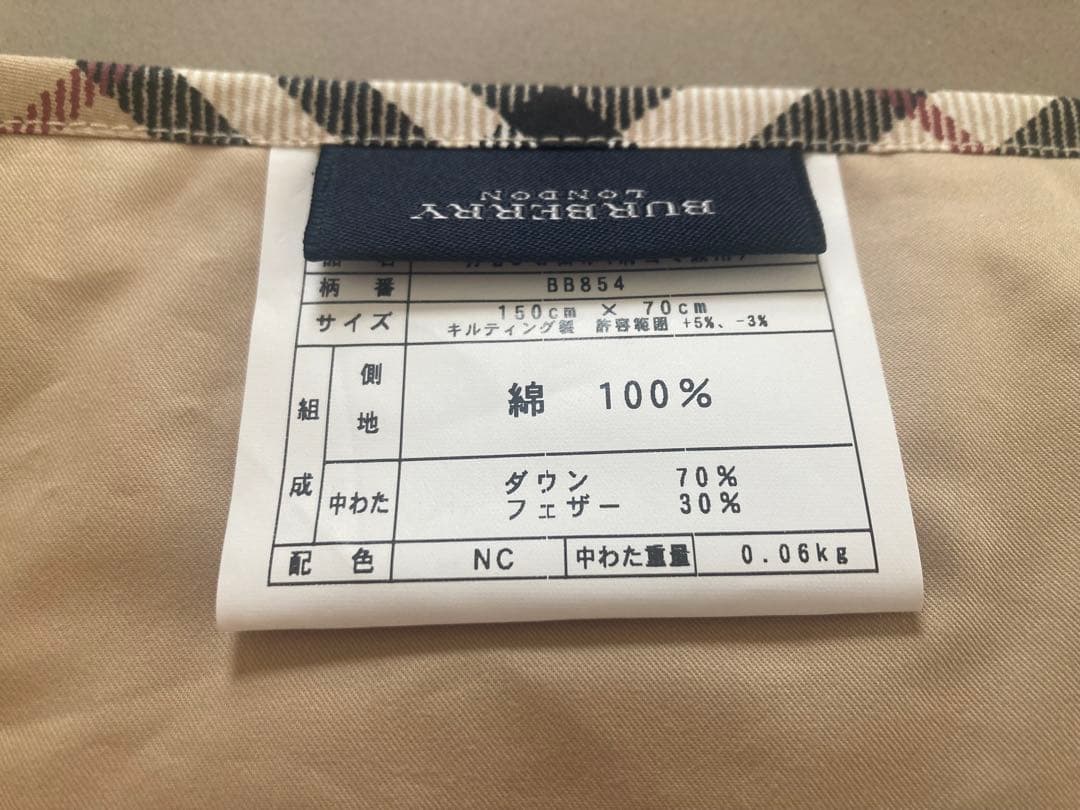 BURBERRY
LONDON
柄番 BB854
サイズ 150cm × 70cm
キルティング製 許容範囲 +5%、-3%
組成 側地 綿 100%
中わた ダウン 70%
フェザー 30%
配色 NC 中わた重量 0.06kg